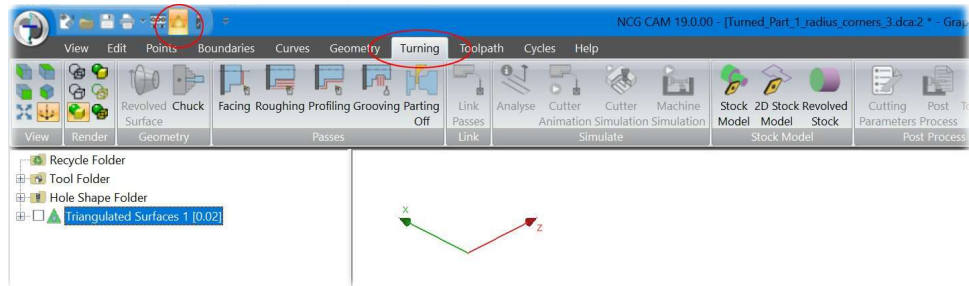 NCG CAM 19.0.00 - [Turned_Part_1_radius_corners_3.dca:2 * - Grap
View Edit Points Boundaries Curves Geometry Turning Toolpath Cycles Help
Revolved Surface Chuck Facing Roughing Profiling Grooving Parting Off Link Passes Analyse Cutter Animation Cutter Simulation Machine Simulation Stock Model 2D Stock Model Revolved Stock Cutting Parameters Post Process
View Render Geometry Passes Link Simulate Stock Model Post Process
Recycle Folder
Tool Folder
Hole Shape Folder
Triangulated Surfaces 1 [0.02]
X
Z